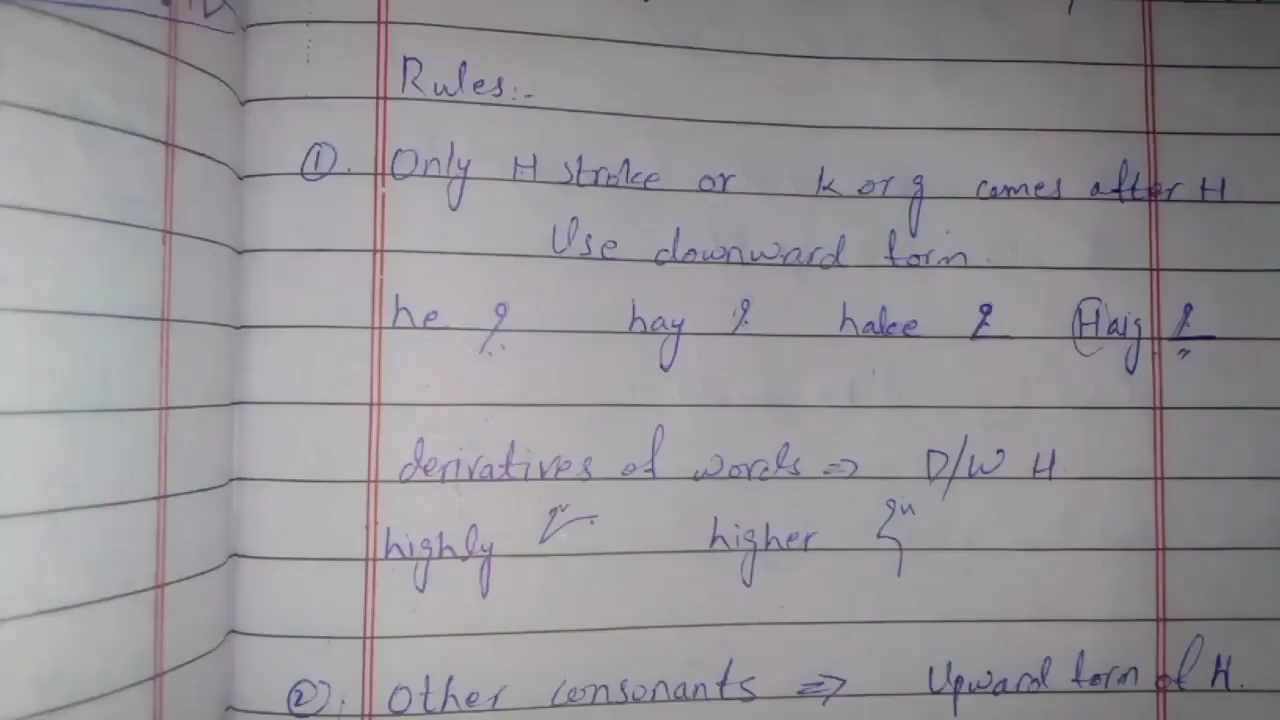 Rules:-
①. Only H stroke or k or g comes after H
Use downward form.
he hay hake Haig
derivatives of words ⇒ D/W H
highly higher
②. Other consonants ⇒ Upward form of H.